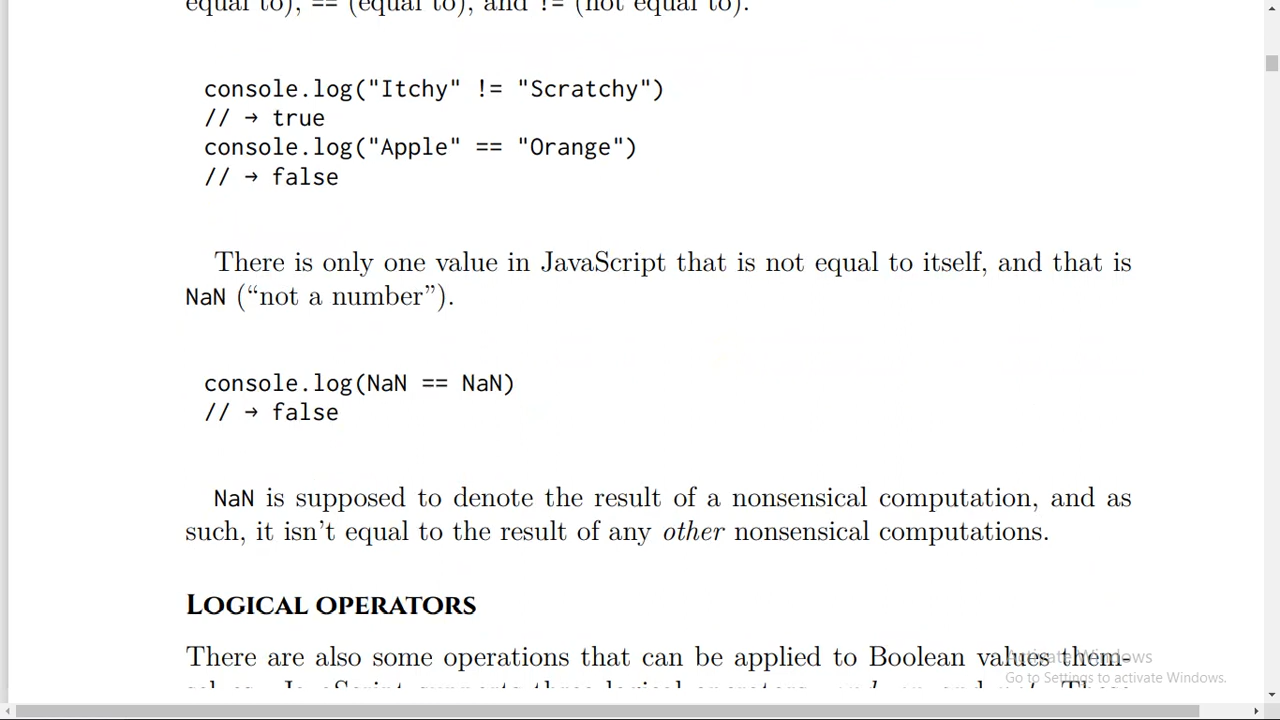 equal to), == (equal to), and != (not equal to).
console.log("Itchy" != "Scratchy")
// → true
console.log("Apple" == "Orange")
// → false
There is only one value in JavaScript that is not equal to itself, and that is
NaN (“not a number”).
console.log(NaN == NaN)
// → false
NaN is supposed to denote the result of a nonsensical computation, and as
such, it isn’t equal to the result of any other nonsensical computations.
Logical operators
There are also some operations that can be applied to Boolean values them-
Activate Windows
Go to Settings to activate Windows.